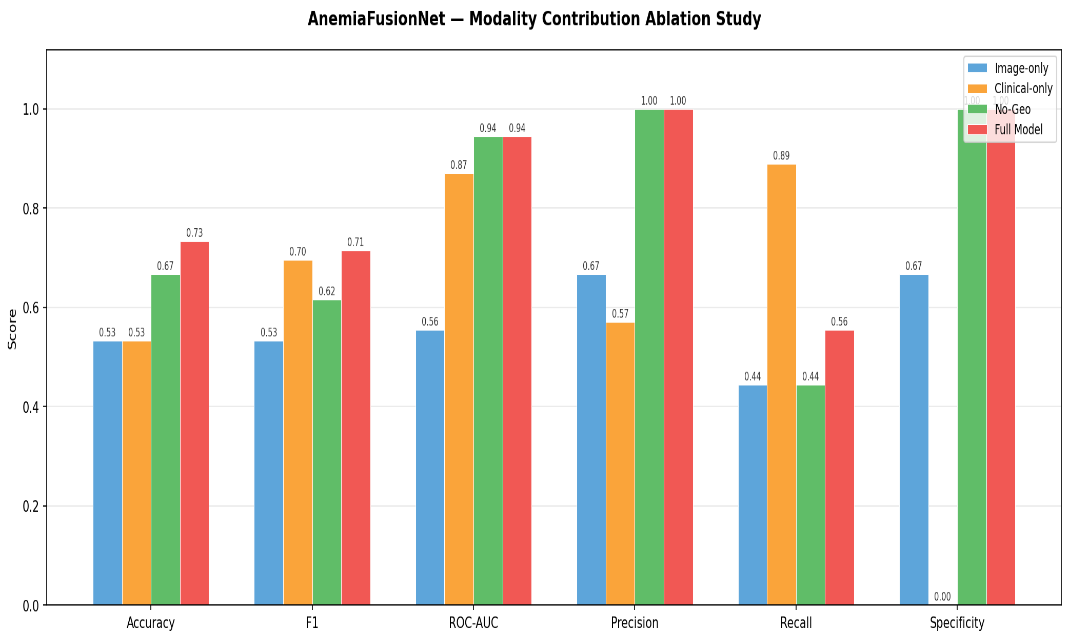 AnemiaFusionNet — Modality Contribution Ablation Study
Image-only
Clinical-only
No-Geo
Full Model
Score
1.0
0.8
0.6
0.4
0.2
0.0
0.53
0.53
0.67
0.73
0.53
0.70
0.62
0.71
0.56
0.87
0.94
0.94
0.67
0.57
1.00
1.00
0.44
0.89
0.44
0.56
0.67
0.00
1.00
Accuracy
F1
ROC-AUC
Precision
Recall
Specificity